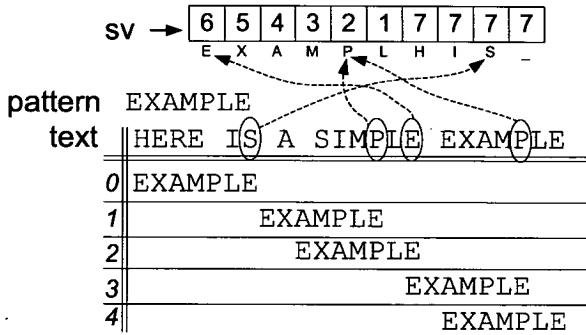 sv → 6 5 4 3 2 1 7 7 7 7
E X A M P L H I S _
pattern EXAMPLE
text HERE IS A SIMPLE EXAMPLE
0 EXAMPLE
1 EXAMPLE
2 EXAMPLE
3 EXAMPLE
4 EXAMPLE